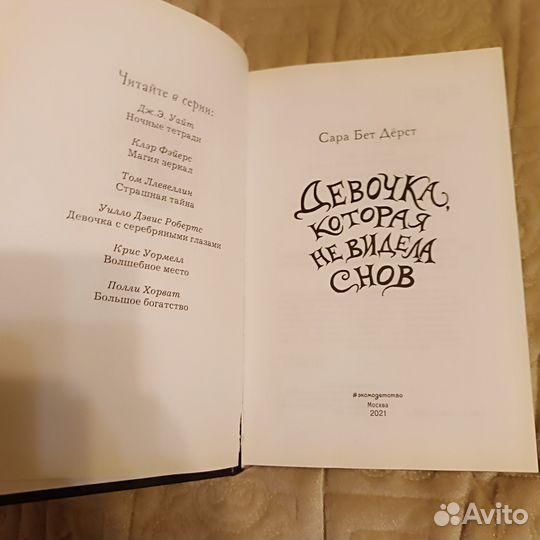 Читайте в серии:
Дж.Э. Уайт
Ночные тетради
Клэр Фэйерс
Магия зеркал
Том Ллевеллин
Страшная тайна
Уилло Дэвис Робертс
Девочка с серебряными глазами
Крис Уормелл
Волшебное место
Полли Хорват
Большое богатство
Сара Бет Дёрст
ДЕВОЧКА,
КОТОРАЯ
НЕ ВИДЕЛА
СНОВ
#эксмодетство
Москва
2021
Avito